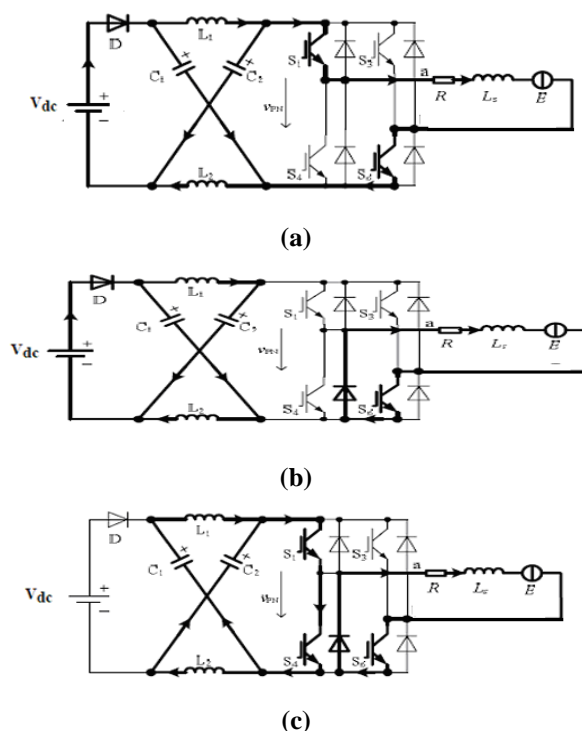 D
L1
S1
S3
C1
C2
a
R
Ls
E
Vdc
+
−
vPN
S4
S6
L2
(a)
D
L1
S1
S3
C1
a
R
Ls
E
Vdc
+
−
vPN
S4
S6
L2
(b)
D
L1
S1
S3
C1
C2
a
R
Ls
E
Vdc
+
−
vPN
S4
S6
L2
(c)